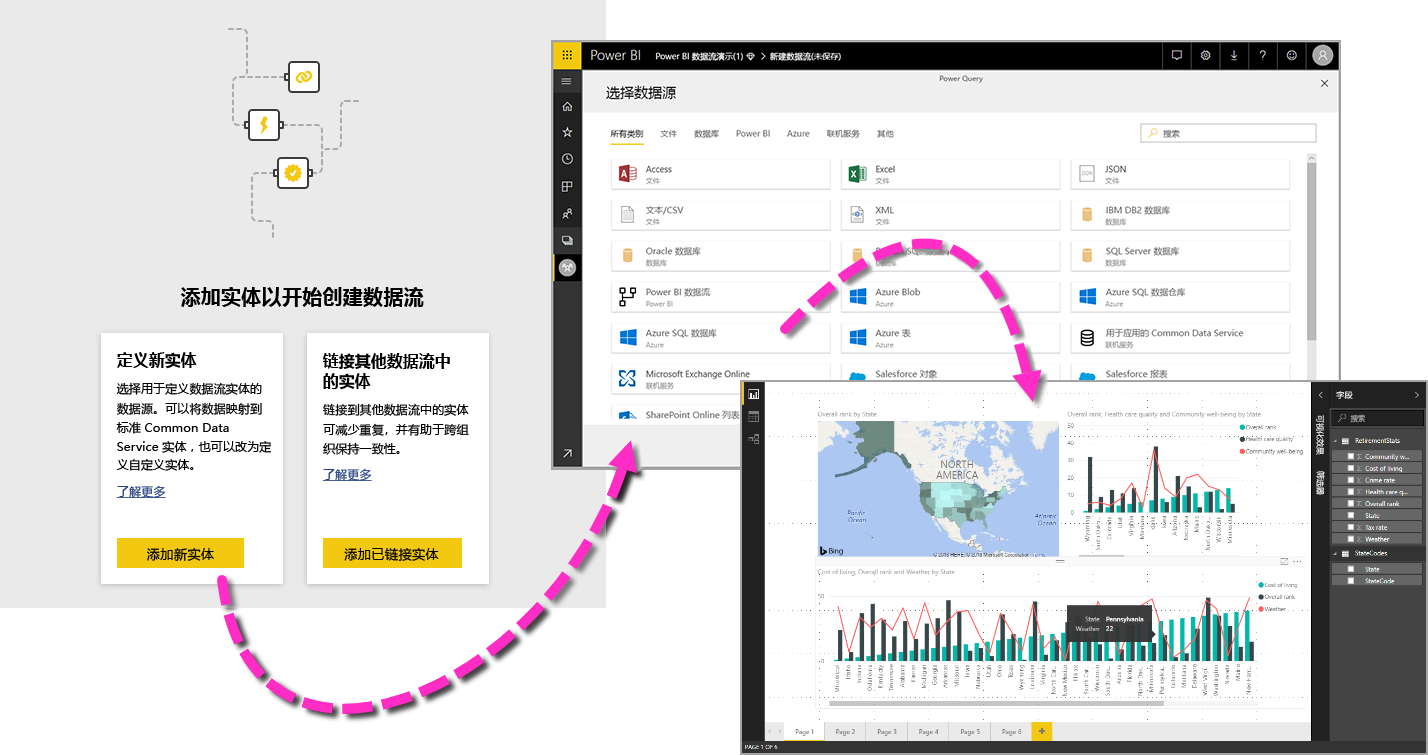 添加实体以开始创建数据流
定义新实体
选择用于定义数据流实体的
数据源。可以将数据映射到
标准 Common Data
Service 实体，也可以改为定
义自定义实体。
了解更多
添加新实体
链接其他数据流中
的实体
链接到其他数据流中的实体
可减少重复，并有助于跨组
织保持一致性。
了解更多
添加已链接实体
Power BI
Power BI 数据流演示(1)
新建数据流(未保存)
Power Query
选择数据源
所有类别
文件
数据库
Power BI
Azure
联机服务
其他
搜索
Access
文件
Excel
文件
JSON
文件
文本/CSV
文件
XML
文件
IBM DB2 数据库
数据库
Oracle 数据库
数据库
数据库
SQL Server 数据库
数据库
Power BI 数据流
Power BI
Azure Blob
Azure
Azure SQL 数据仓库
Azure
Azure SQL 数据库
Azure
Azure 表
Azure
用于应用的 Common Data Service
联机服务
Microsoft Exchange Online
联机服务
Salesforce 对象
Salesforce 报表
SharePoint Online 列表
Overall rank by State
NORTH
AMERICA
Pacific
Ocean
Atlantic
Ocean
Bing
© 2018 HERE, © 2018 Microsoft Corporation Terms
Overall rank, Health care quality and Community well-being by State
Overall rank
Health care quality
Community well-being
50
40
30
20
10
0
Cost of living, Overall rank and Weather by State
Cost of living
Overall rank
Weather
50
0
State Pennsylvania
Weather 22
Page 1
Page 2
Page 3
Page 4
Page 5
Page 6
PAGE 1 OF 6
可视化效果
筛选器
字段
搜索
RetirementStats
Community w...
Cost of living
Crime rate
Health care q...
Overall rank
State
Tax rate
Weather
StateCodes
State
StateCode